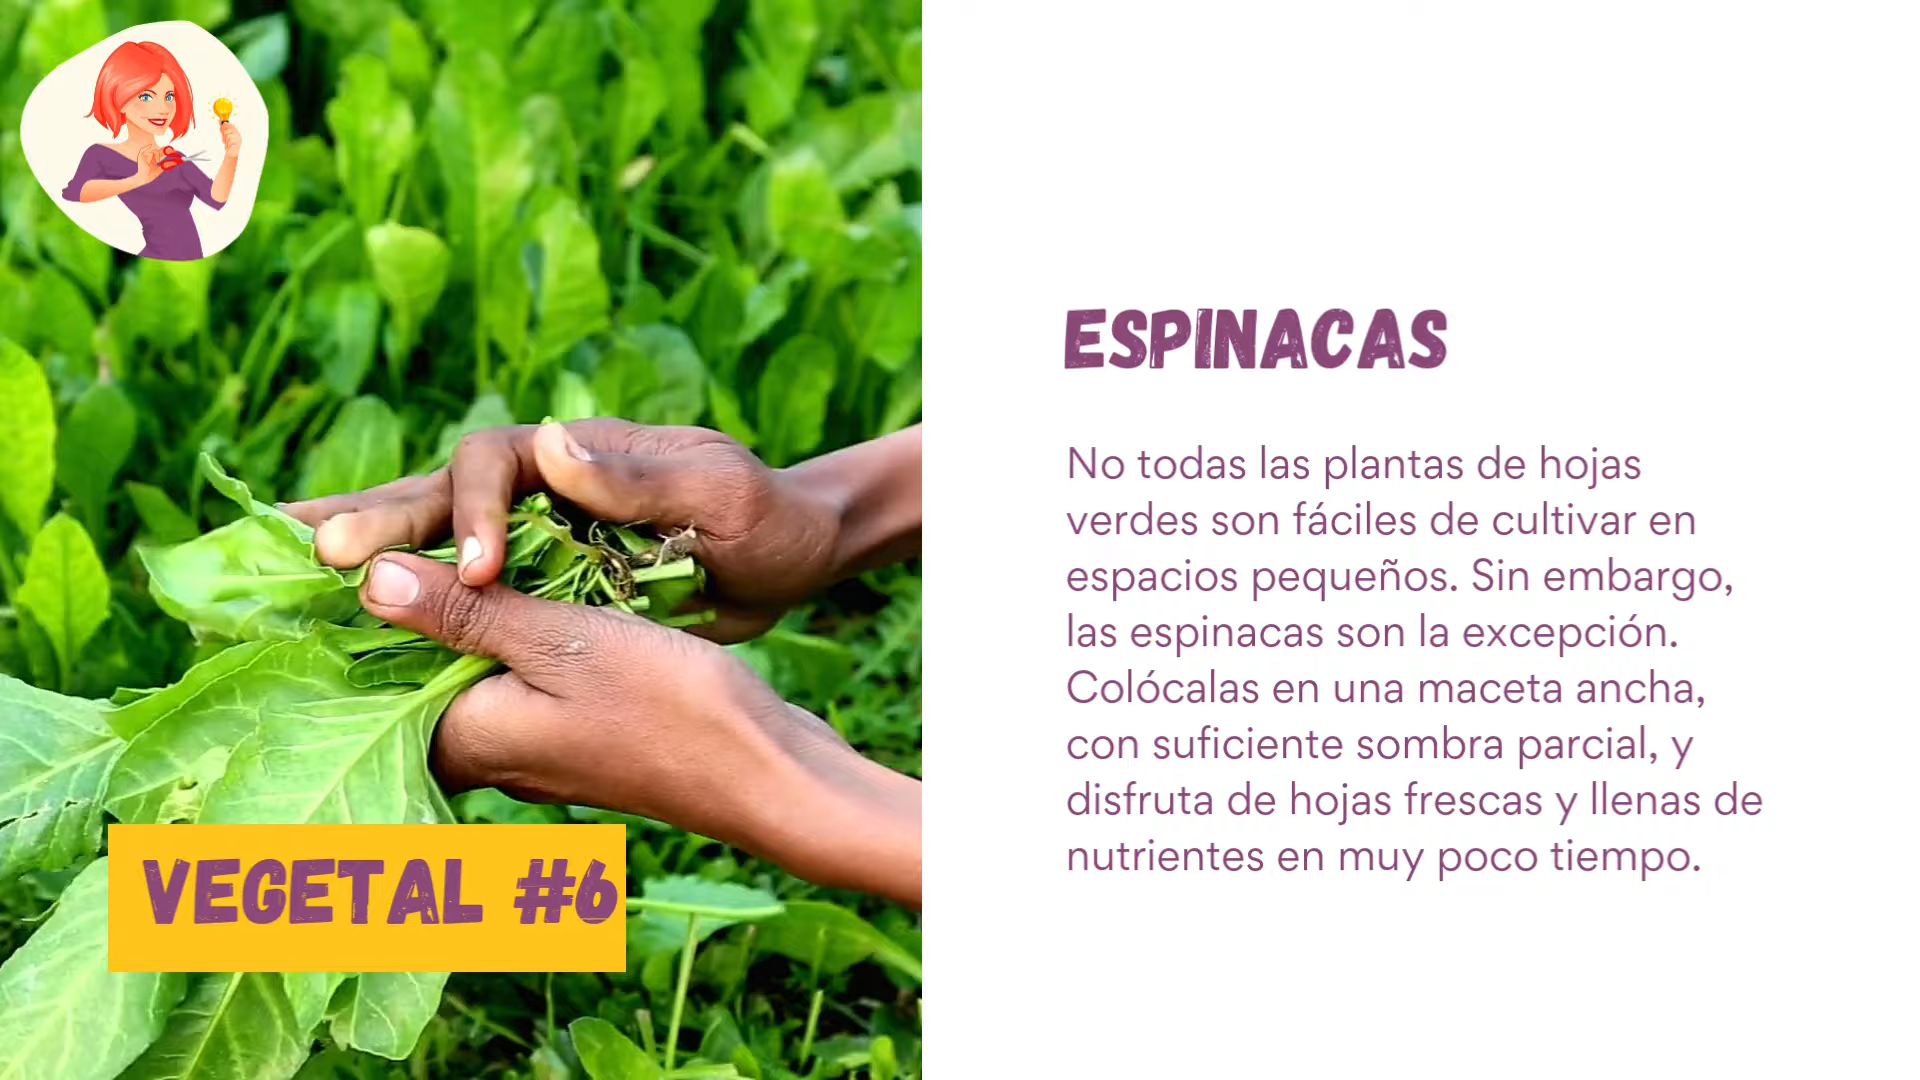 ESPINACAS
No todas las plantas de hojas
verdes son fáciles de cultivar en
espacios pequeños. Sin embargo,
las espinacas son la excepción.
Colócalas en una maceta ancha,
con suficiente sombra parcial, y
disfruta de hojas frescas y llenas de
nutrientes en muy poco tiempo.
VEGETAL #6